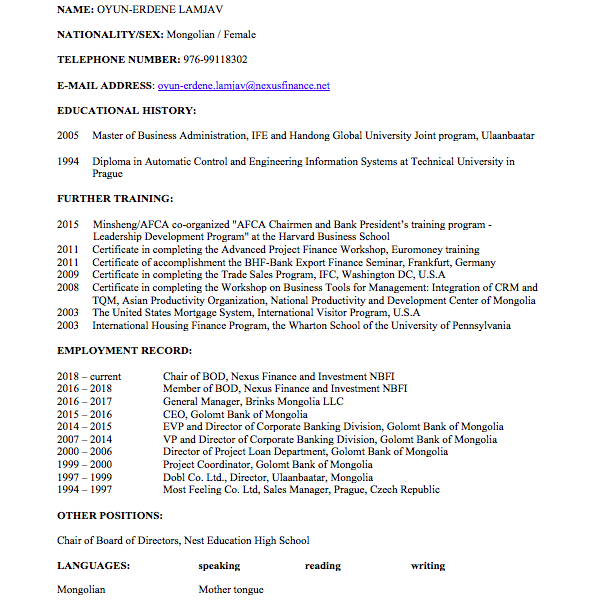 NAME: OYUN-ERDENE LAMJAV
NATIONALITY/SEX: Mongolian / Female
TELEPHONE NUMBER: 976-99118302
E-MAIL ADDRESS: oyun-erdene.lamjav@nexusfinance.net
EDUCATIONAL HISTORY:
2005 Master of Business Administration, IFE and Handong Global University Joint program, Ulaanbaatar
1994 Diploma in Automatic Control and Engineering Information Systems at Technical University in
Prague
FURTHER TRAINING:
2015 Minsheng/AFCA co-organized "AFCA Chairmen and Bank President's training program -
Leadership Development Program" at the Harvard Business School
2011 Certificate in completing the Advanced Project Finance Workshop, Euromoney training
2011 Certificate of accomplishment the BHF-Bank Export Finance Seminar, Frankfurt, Germany
2009 Certificate in completing the Trade Sales Program, IFC, Washington DC, U.S.A
2008 Certificate in completing the Workshop on Business Tools for Management: Integration of CRM and
TQM, Asian Productivity Organization, National Productivity and Development Center of Mongolia
2003 The United States Mortgage System, International Visitor Program, U.S.A
2003 International Housing Finance Program, the Wharton School of the University of Pennsylvania
EMPLOYMENT RECORD:
2018 – current Chair of BOD, Nexus Finance and Investment NBFI
2016 – 2018 Member of BOD, Nexus Finance and Investment NBFI
2016 – 2017 General Manager, Brinks Mongolia LLC
2015 – 2016 CEO, Golomt Bank of Mongolia
2014 – 2015 EVP and Director of Corporate Banking Division, Golomt Bank of Mongolia
2007 – 2014 VP and Director of Corporate Banking Division, Golomt Bank of Mongolia
2000 – 2006 Director of Project Loan Department, Golomt Bank of Mongolia
1999 – 2000 Project Coordinator, Golomt Bank of Mongolia
1997 – 1999 Dobl Co. Ltd., Director, Ulaanbaatar, Mongolia
1994 – 1997 Most Feeling Co. Ltd, Sales Manager, Prague, Czech Republic
OTHER POSITIONS:
Chair of Board of Directors, Nest Education High School
LANGUAGES: speaking reading writing
Mongolian Mother tongue